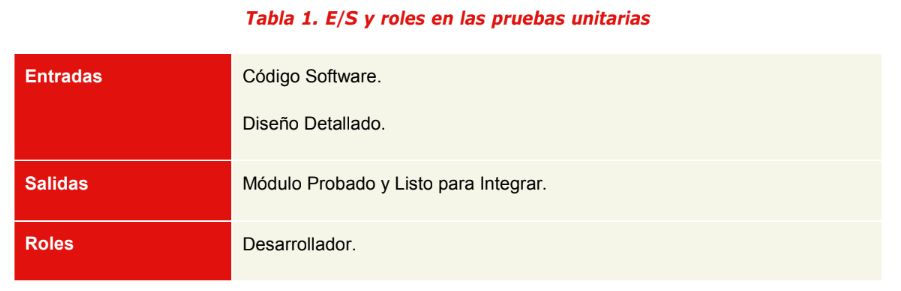 Tabla 1. E/S y roles en las pruebas unitarias
Entradas
Código Software.
Diseño Detallado.
Salidas
Módulo Probado y Listo para Integrar.
Roles
Desarrollador.